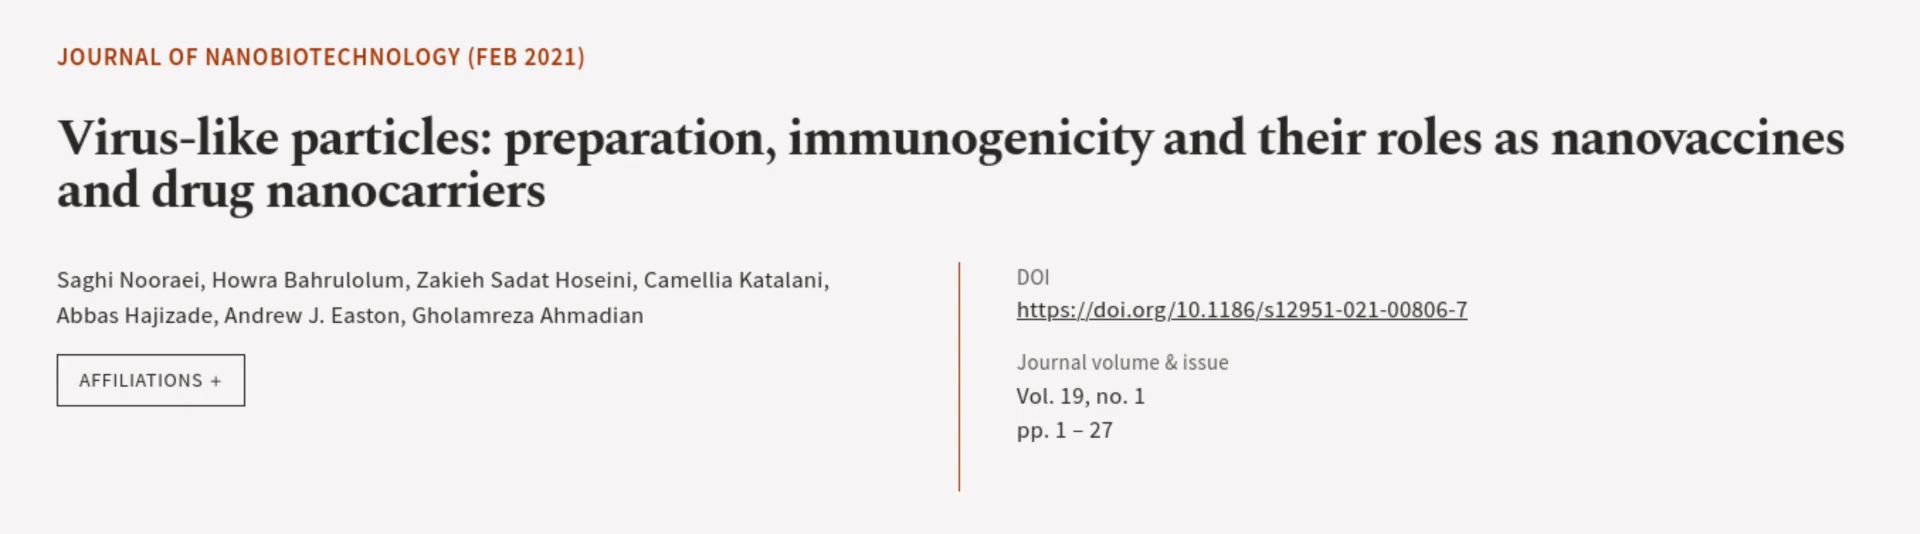 JOURNAL OF NANOBIOTECHNOLOGY (FEB 2021)
Virus-like particles: preparation, immunogenicity and their roles as nanovaccines
and drug nanocarriers
Saghi Nooraei, Howra Bahrulolum, Zakieh Sadat Hoseini, Camellia Katalani,
Abbas Hajizade, Andrew J. Easton, Gholamreza Ahmadian
AFFILIATIONS +
DOI
https://doi.org/10.1186/s12951-021-00806-7
Journal volume & issue
Vol. 19, no. 1
pp. 1 – 27